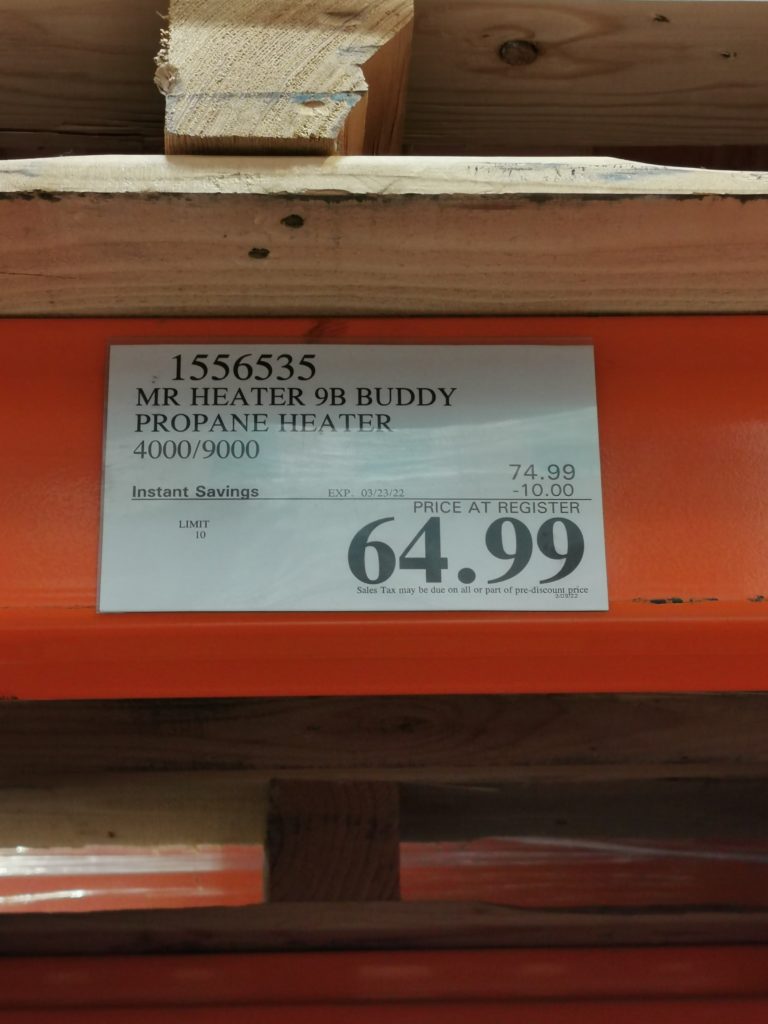 1556535
MR HEATER 9B BUDDY
PROPANE HEATER
4000/9000
74.99
Instant Savings EXP. 03/23/22 -10.00
PRICE AT REGISTER
LIMIT
10
64.99
Sales Tax may be due on all or part of pre-discount price